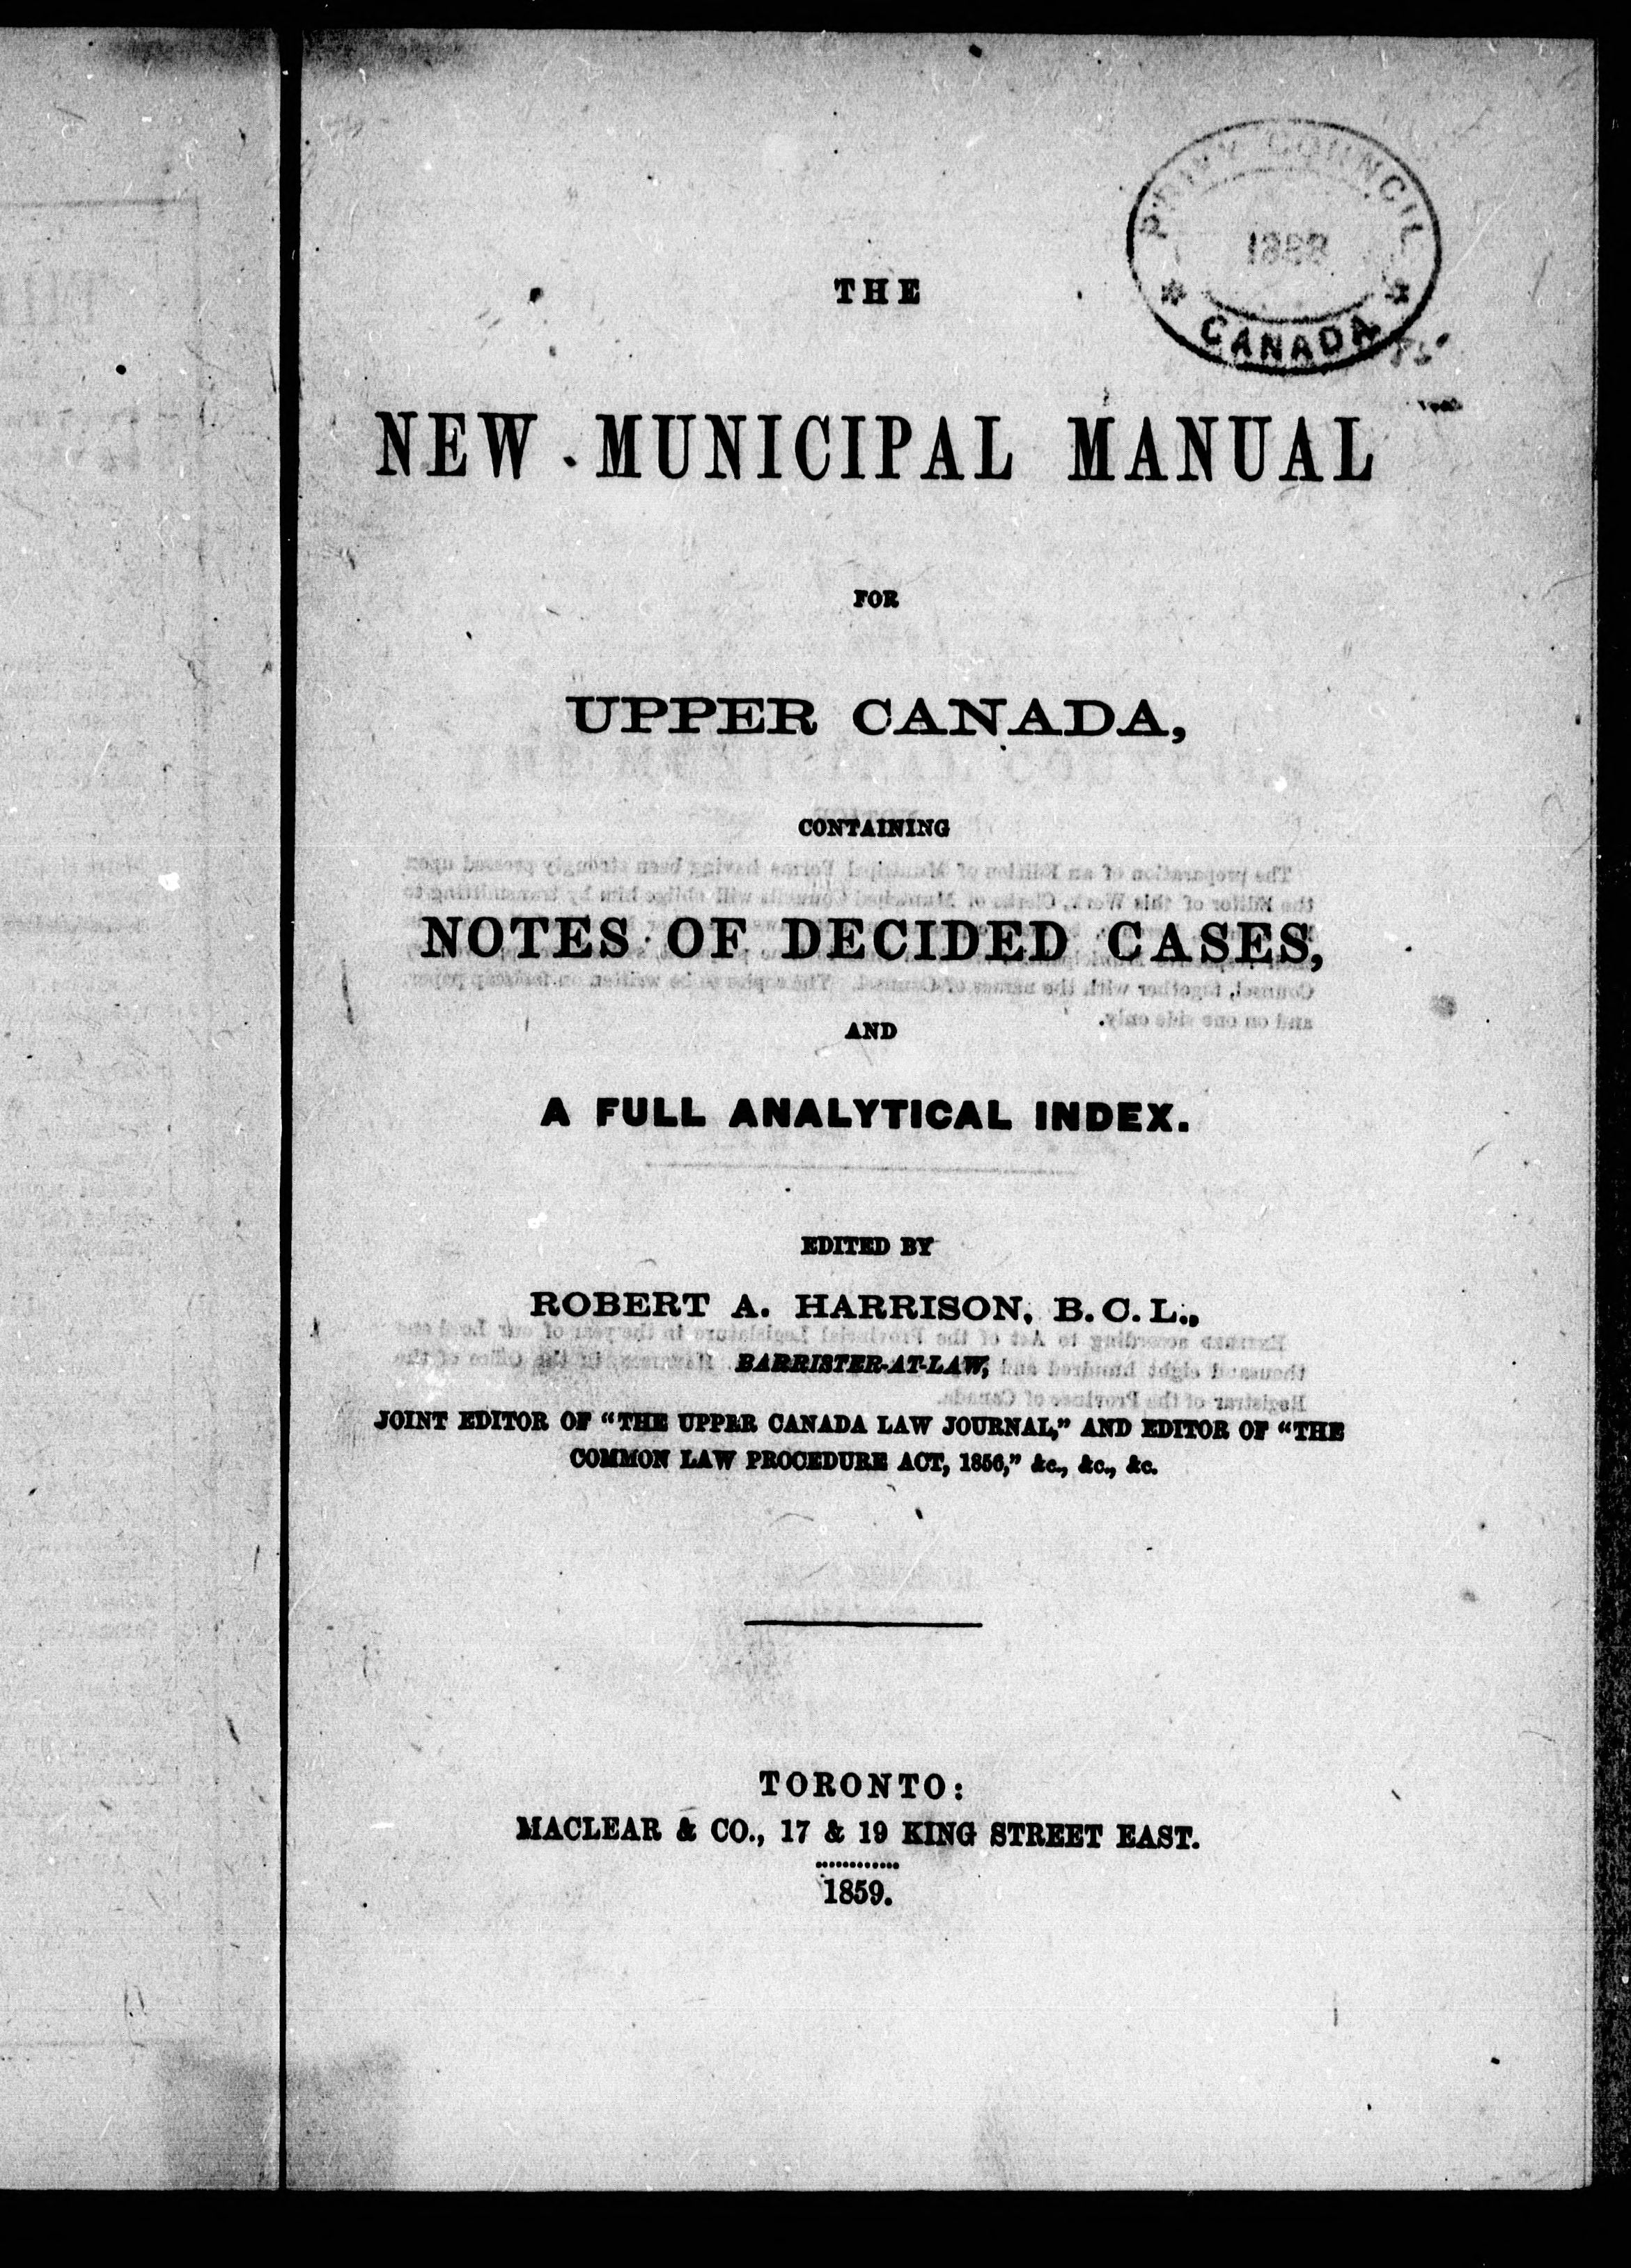 PRIVY COUNCIL
CANADA
THE
NEW MUNICIPAL MANUAL
FOR
UPPER CANADA,
CONTAINING
NOTES OF DECIDED CASES,
AND
A FULL ANALYTICAL INDEX.
EDITED BY
ROBERT A. HARRISON, B.C.L.,
BARRISTER-AT-LAW,
JOINT EDITOR OF “THE UPPER CANADA LAW JOURNAL,” AND EDITOR OF “THE
COMMON LAW PROCEDURE ACT, 1856,” &c., &c., &c.
TORONTO:
MACLEAR & CO., 17 & 19 KING STREET EAST.
1859.